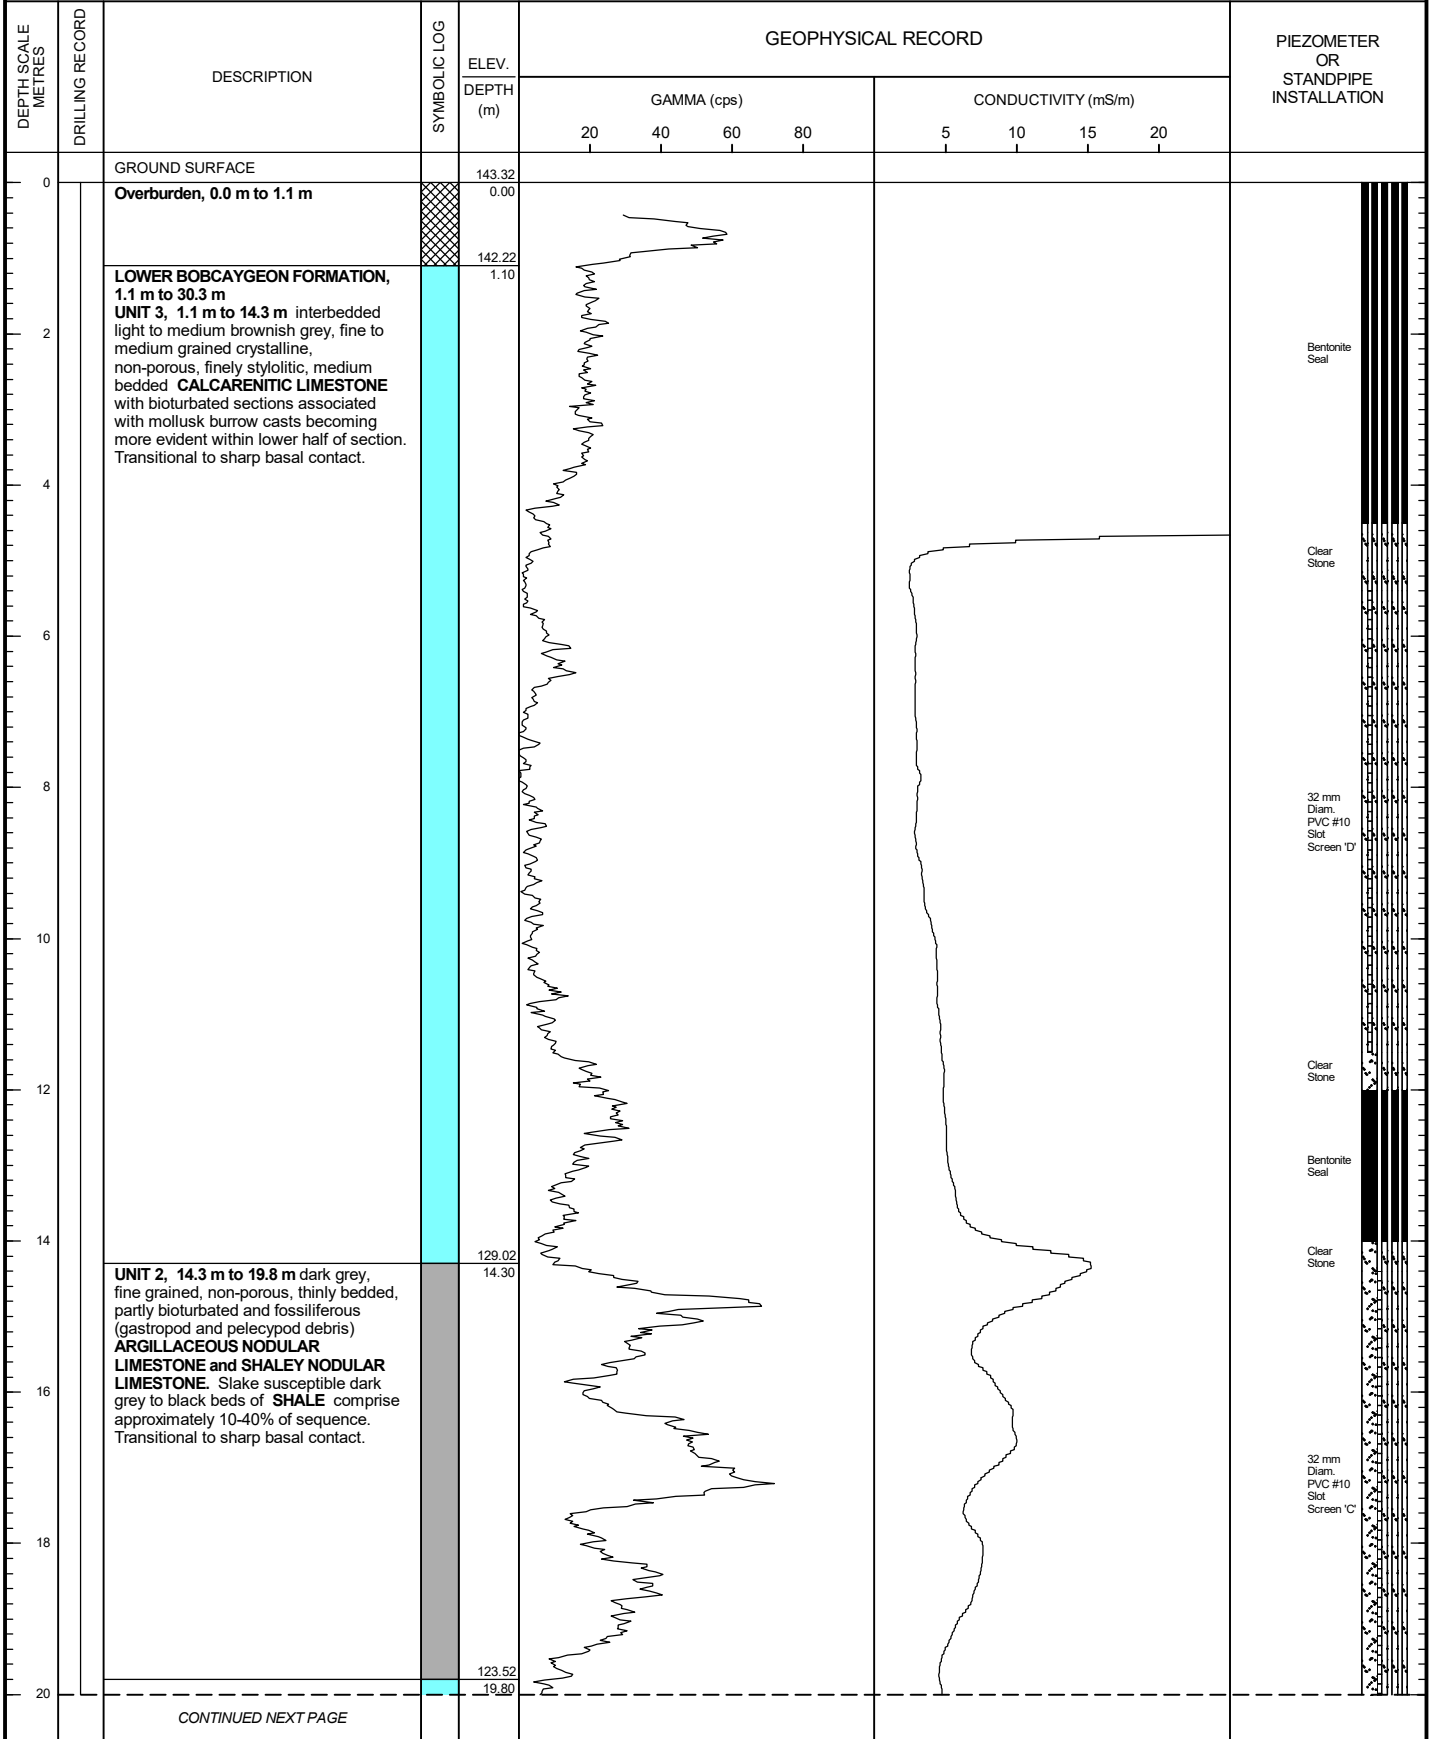 DEPTH SCALE
METRES
DRILLING RECORD
DESCRIPTION
SYMBOLIC LOG
ELEV.
DEPTH
(m)
GEOPHYSICAL RECORD
GAMMA (cps)
20 40 60 80
CONDUCTIVITY (mS/m)
5 10 15 20
PIEZOMETER
OR
STANDPIPE
INSTALLATION
GROUND SURFACE
143.32
0
Overburden, 0.0 m to 1.1 m
0.00
142.22
LOWER BOBCAYGEON FORMATION,
1.1 m to 30.3 m
UNIT 3, 1.1 m to 14.3 m interbedded
light to medium brownish grey, fine to
medium grained crystalline,
non-porous, finely stylolitic, medium
bedded CALCARENITIC LIMESTONE
with bioturbated sections associated
with mollusk burrow casts becoming
more evident within lower half of section.
Transitional to sharp basal contact.
1.10
2
Bentonite
Seal
4
Clear
Stone
6
8
32 mm
Diam.
PVC #10
Slot
Screen 'D'
10
Clear
Stone
12
Bentonite
Seal
14
129.02
Clear
Stone
14.30
UNIT 2, 14.3 m to 19.8 m dark grey,
fine grained, non-porous, thinly bedded,
partly bioturbated and fossiliferous
(gastropod and pelecypod debris)
ARGILLACEOUS NODULAR
LIMESTONE and SHALEY NODULAR
LIMESTONE. Slake susceptible dark
grey to black beds of SHALE comprise
approximately 10-40% of sequence.
Transitional to sharp basal contact.
16
32 mm
Diam.
PVC #10
Slot
Screen 'C'
18
123.52
19.80
20
CONTINUED NEXT PAGE